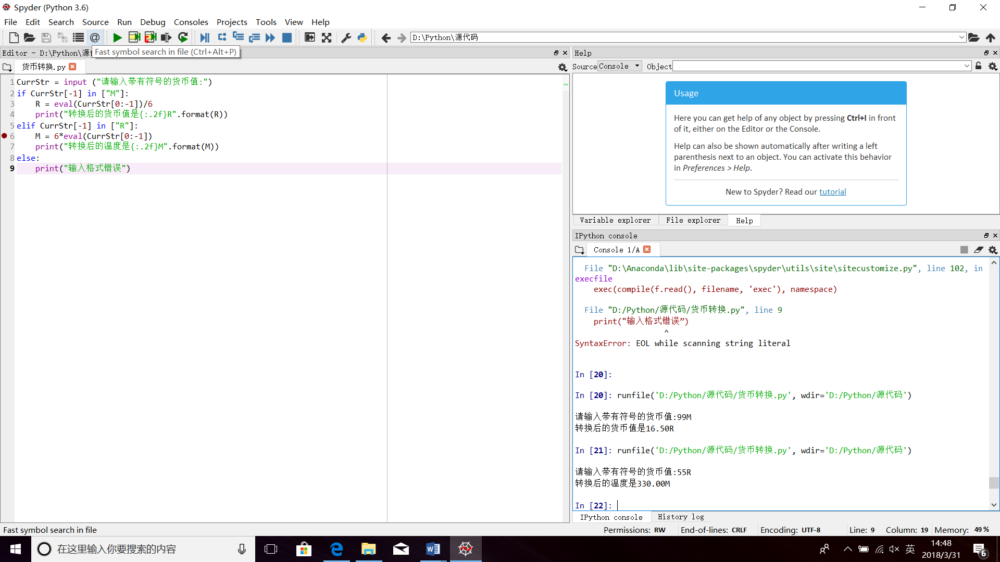 Spyder (Python 3.6)
File Edit Search Source Run Debug Consoles Projects Tools View Help
D:\Python\源代码
Editor - D:\Python\源
Fast symbol search in file (Ctrl+Alt+P)
货币转换.py
1 CurrStr = input ("请输入带有符号的货币值:")
2 if CurrStr[-1] in ["M"]:
3 R = eval(CurrStr[0:-1])/6
4 print("转换后的货币值是{:.2f}R".format(R))
5 elif CurrStr[-1] in ["R"]:
6 M = 6*eval(CurrStr[0:-1])
7 print("转换后的温度是{:.2f}M".format(M))
8 else:
9 print("输入格式错误")
Help
Source Console Object
Usage
Here you can get help of any object by pressing Ctrl+I in front
of it, either on the Editor or the Console.
Help can also be shown automatically after writing a left
parenthesis next to an object. You can activate this behavior
in Preferences > Help.
New to Spyder? Read our tutorial
Variable explorer File explorer Help
IPython console
Console 1/A
File "D:\Anaconda\lib\site-packages\spyder\utils\site\sitecustomize.py", line 102, in
execfile
exec(compile(f.read(), filename, 'exec'), namespace)
File "D:/Python/源代码/货币转换.py", line 9
print("输入格式错误”)
^
SyntaxError: EOL while scanning string literal
In [20]:
In [20]: runfile('D:/Python/源代码/货币转换.py', wdir='D:/Python/源代码')
请输入带有符号的货币值:99M
转换后的货币值是16.50R
In [21]: runfile('D:/Python/源代码/货币转换.py', wdir='D:/Python/源代码')
请输入带有符号的货币值:55R
转换后的温度是330.00M
In [22]:
IPython console History log
Fast symbol search in file
Permissions: RW End-of-lines: CRLF Encoding: UTF-8 Line: 9 Column: 19 Memory: 49 %
在这里输入你要搜索的内容
英
14:48
2018/3/31
6